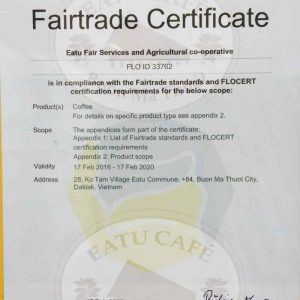 Fairtrade Certificate
Eatu Fair Services and Agricultural co-operative
FLO ID 33762
is in compliance with the Fairtrade standards and FLOCERT
certification requirements for the below scope:
Product(s) Coffee
For details on specific product type see appendix 2.
Scope The appendices form part of the certificate:
Appendix 1: List of Fairtrade standards and FLOCERT
certification requirements
Appendix 2: Product scope
Validity 17 Feb 2016 - 17 Feb 2020
Address 28, Ko Tam Village Eatu Commune, +84, Buon Ma Thuot City,
Daklak, Vietnam
EATU CAFÉ